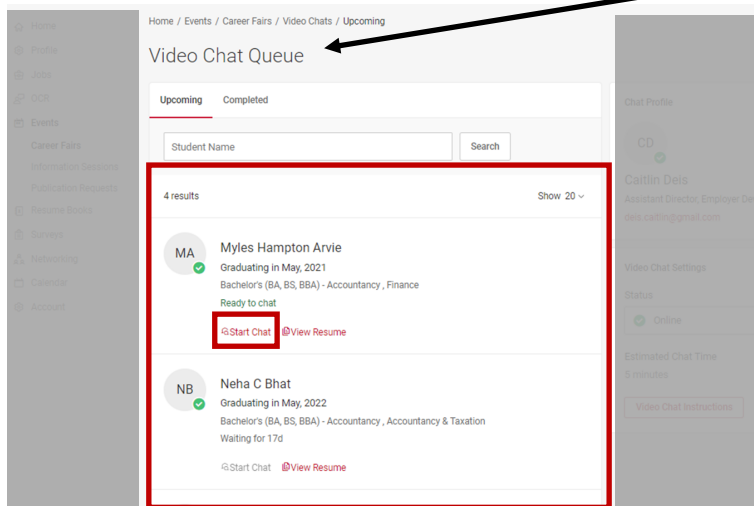 Home / Events / Career Fairs / Video Chats / Upcoming
Video Chat Queue
Home
Profile
Jobs
OCR
Events
Career Fairs
Information Sessions
Publication Requests
Resume Books
Surveys
Networking
Calendar
Account
Upcoming Completed
Student Name Search
4 results Show 20
MA
Myles Hampton Arvie
Graduating in May, 2021
Bachelor's (BA, BS, BBA) - Accountancy , Finance
Ready to chat
Start Chat View Resume
NB
Neha C Bhat
Graduating in May, 2022
Bachelor's (BA, BS, BBA) - Accountancy , Accountancy & Taxation
Waiting for 17d
Start Chat View Resume
Chat Profile
CD
Caitlin Deis
Assistant Director, Employer De
deis.caitlin@gmail.com
Video Chat Settings
Status
Online
Estimated Chat Time
5 minutes
Video Chat Instructions